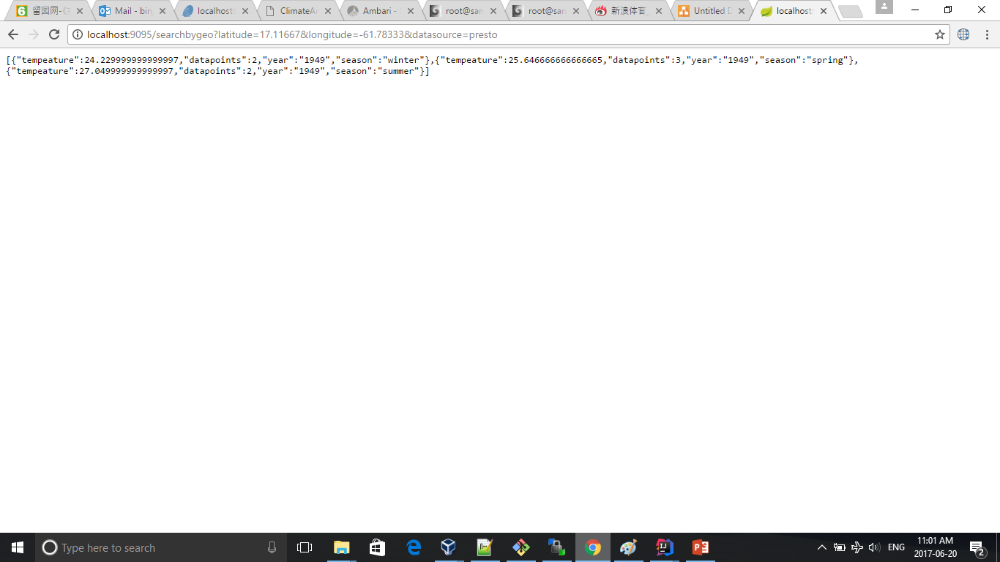 留园网-
Mail - bin
localhost:
ClimateAn
Ambari -
root@san
root@san
新浪体育_
Untitled D
localhost:
localhost:9095/searchbygeo?latitude=17.11667&longitude=-61.78333&datasource=presto
[{"tempeature":24.229999999999997,"datapoints":2,"year":"1949","season":"winter"},{"tempeature":25.646666666666665,"datapoints":3,"year":"1949","season":"spring"},
{"tempeature":27.049999999999997,"datapoints":2,"year":"1949","season":"summer"}]
Type here to search
ENG
11:01 AM
2017-06-20
2